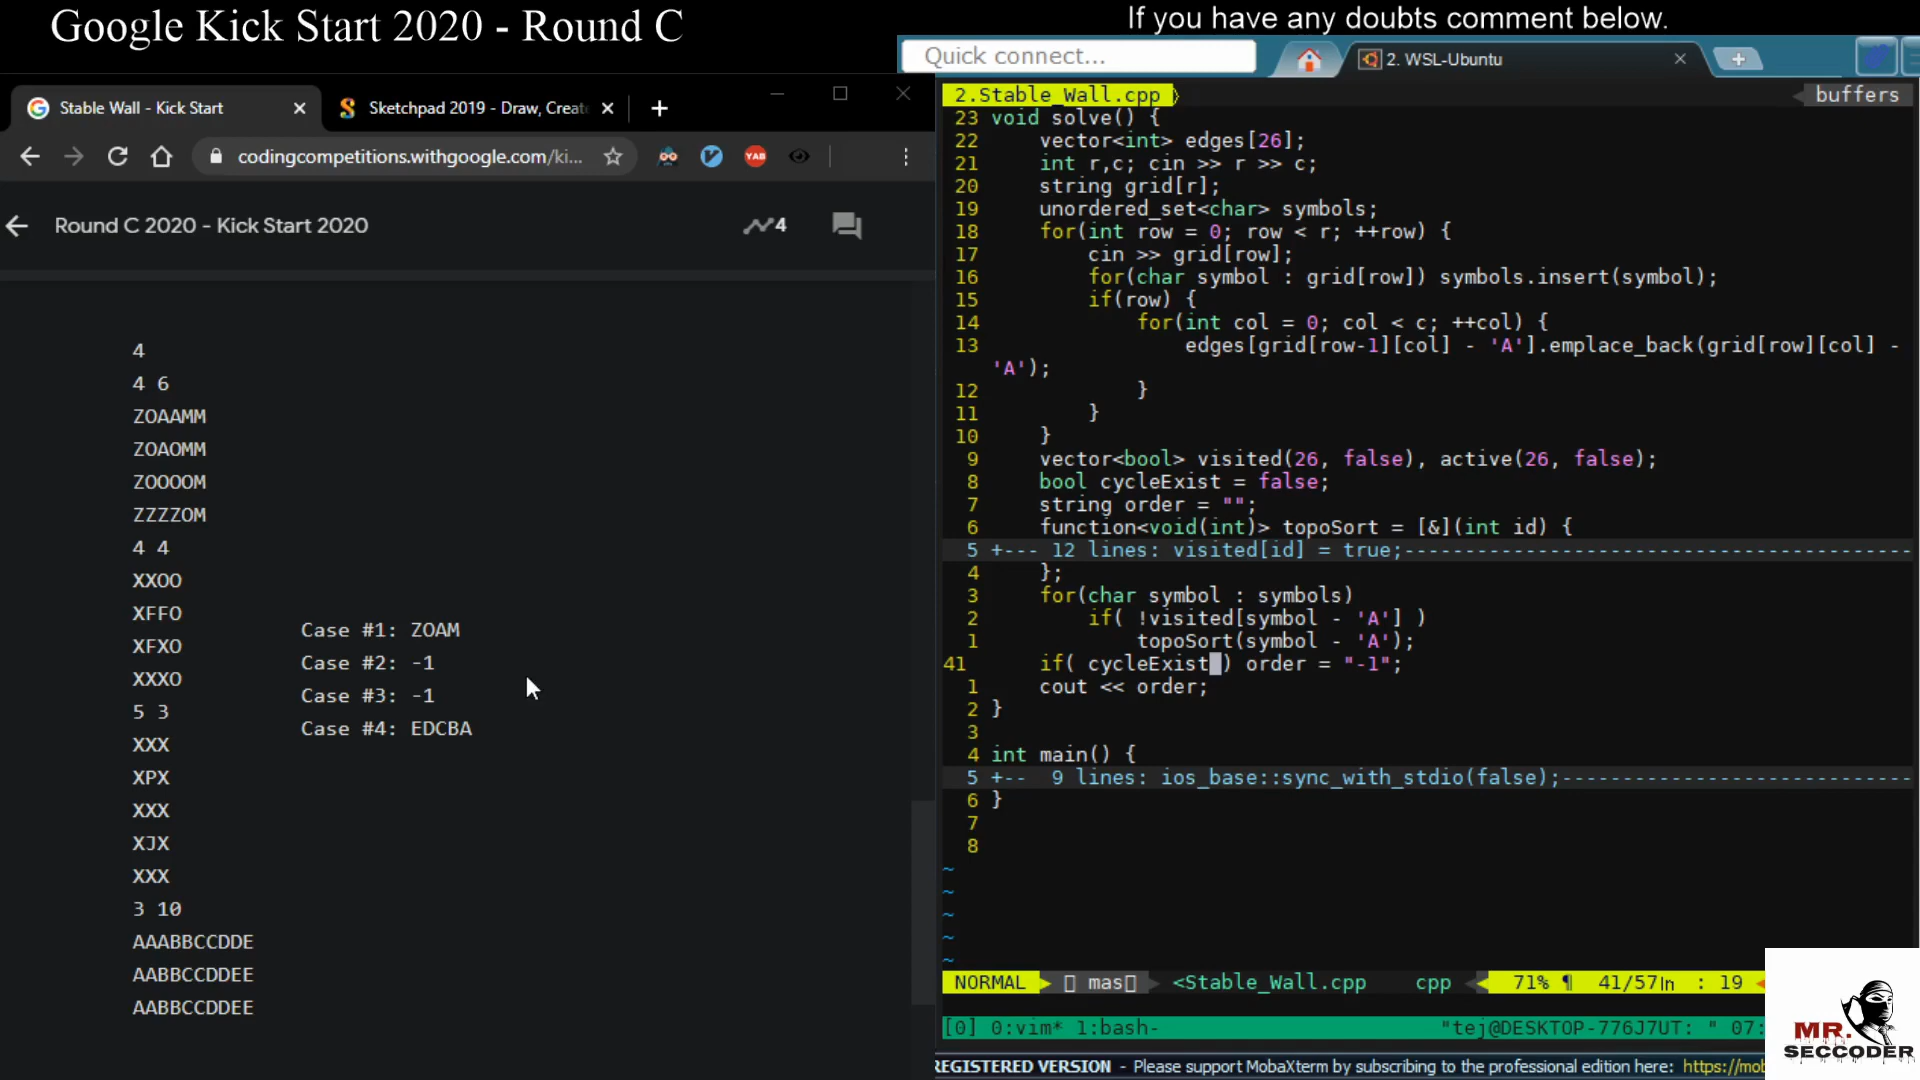 Google Kick Start 2020 - Round C
If you have any doubts comment below.
Quick connect...
2. WSL-Ubuntu
Stable Wall - Kick Start
Sketchpad 2019 - Draw, Creat
codingcompetitions.withgoogle.com/ki...
YAB
Round C 2020 - Kick Start 2020
4
4
4 6
ZOAAMM
ZOAOMM
ZOOOOM
ZZZZOM
4 4
XXOO
XFFO
XFXO
XXXO
5 3
XXX
XPX
XXX
XJX
XXX
3 10
AAABBCCDDE
AABBCCDDEE
AABBCCDDEE
Case #1: ZOAM
Case #2: -1
Case #3: -1
Case #4: EDCBA
2.Stable_Wall.cpp
buffers
23 void solve() {
22 vector<int> edges[26];
21 int r,c; cin >> r >> c;
20 string grid[r];
19 unordered_set<char> symbols;
18 for(int row = 0; row < r; ++row) {
17 cin >> grid[row];
16 for(char symbol : grid[row]) symbols.insert(symbol);
15 if(row) {
14 for(int col = 0; col < c; ++col) {
13 edges[grid[row-1][col] - 'A'].emplace_back(grid[row][col] -
'A');
12 }
11 }
10 }
9 vector<bool> visited(26, false), active(26, false);
8 bool cycleExist = false;
7 string order = "";
6 function<void(int)> topoSort = [&](int id) {
5 +--- 12 lines: visited[id] = true;------------------------------------------
4 };
3 for(char symbol : symbols)
2 if( !visited[symbol - 'A'] )
1 topoSort(symbol - 'A');
41 if( cycleExist ) order = "-1";
1 cout << order;
2 }
3
4 int main() {
5 +-- 9 lines: ios_base::sync_with_stdio(false);-----------------------------
6 }
7
8
~
~
~
~
~
NORMAL mas <Stable_Wall.cpp cpp 71% ¶ 41/57ln : 19
[0] 0:vim* 1:bash- "tej@DESKTOP-776J7UT: " 07:
REGISTERED VERSION - Please support MobaXterm by subscribing to the professional edition here: https://mob
MR.
SECCODER